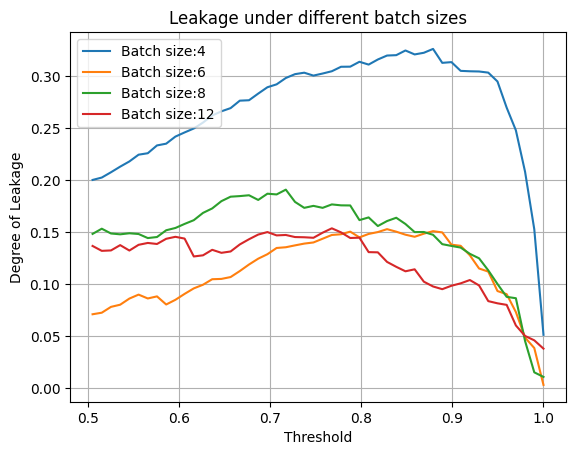 Leakage under different batch sizes
Batch size:4
Batch size:6
Batch size:8
Batch size:12
Degree of Leakage
0.30
0.25
0.20
0.15
0.10
0.05
0.00
0.5 0.6 0.7 0.8 0.9 1.0
Threshold